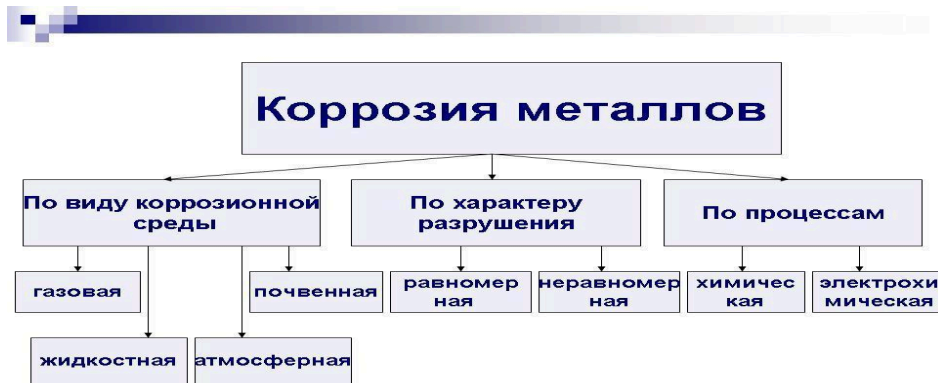 Коррозия металлов
По виду коррозионной
среды
По характеру
разрушения
По процессам
газовая
почвенная
равномер
ная
неравномер
ная
химичес
кая
электрохи
мическая
жидкостная
атмосферная